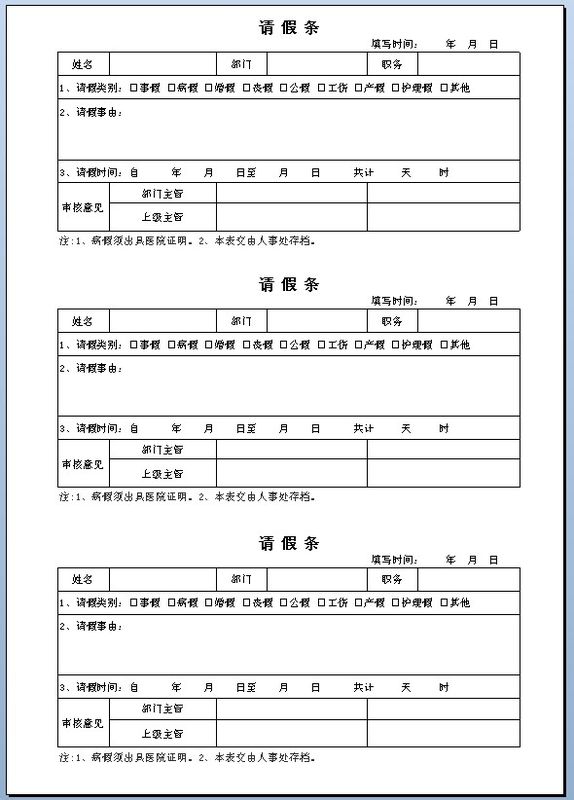 请假条
填写时间： 年 月 日
姓名 部门 职务
1、请假类别：□事假 □病假 □婚假 □丧假 □公假 □工伤 □产假 □护理假 □其他
2、请假事由：
3、请假时间：自 年 月 日至 月 日 共计 天 时
审核意见
部门主管
上级主管
注:1、病假须出具医院证明。2、本表交由人事处存档。
请假条
填写时间： 年 月 日
姓名 部门 职务
1、请假类别：□事假 □病假 □婚假 □丧假 □公假 □工伤 □产假 □护理假 □其他
2、请假事由：
3、请假时间：自 年 月 日至 月 日 共计 天 时
审核意见
部门主管
上级主管
注:1、病假须出具医院证明。2、本表交由人事处存档。
请假条
填写时间： 年 月 日
姓名 部门 职务
1、请假类别：□事假 □病假 □婚假 □丧假 □公假 □工伤 □产假 □护理假 □其他
2、请假事由：
3、请假时间：自 年 月 日至 月 日 共计 天 时
审核意见
部门主管
上级主管
注:1、病假须出具医院证明。2、本表交由人事处存档。